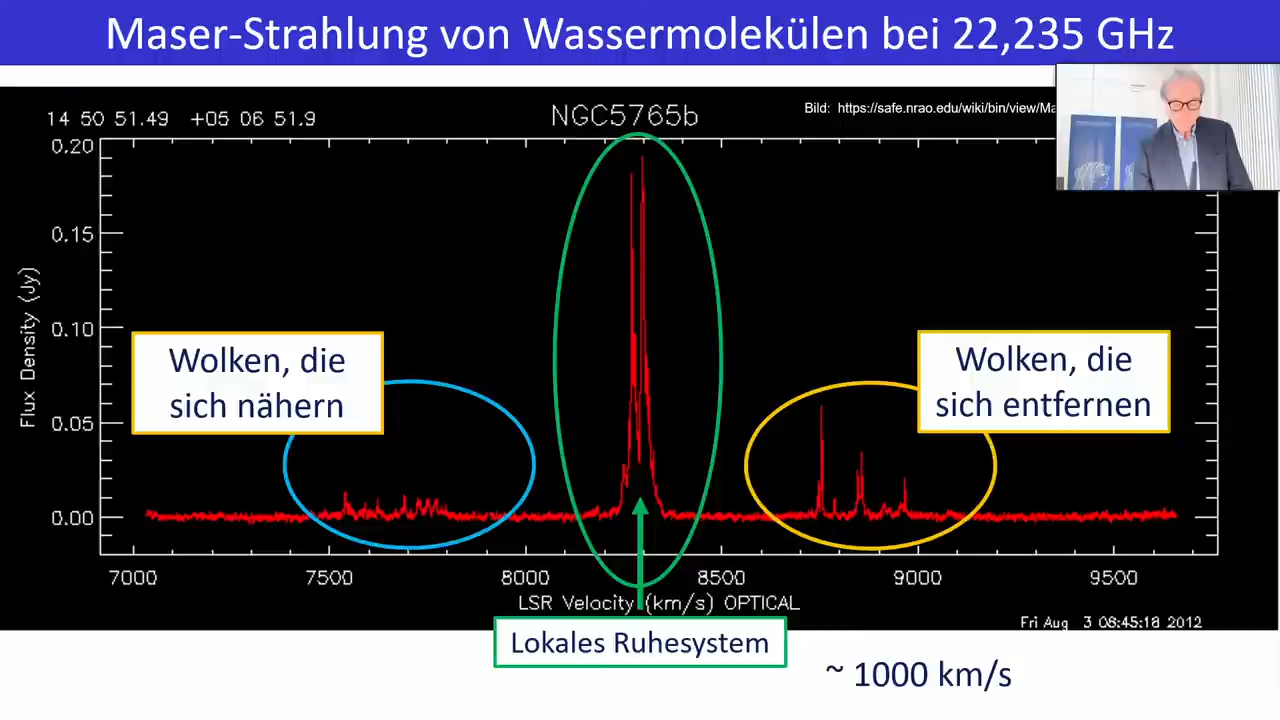 Maser-Strahlung von Wassermolekülen bei 22,235 GHz
14 50 51.49 +05 06 51.9
NGC5765b
Bild: https://safe.nrao.edu/wiki/bin/view/Ma
0.20
0.15
0.10
0.05
0.00
Flux Density (Jy)
Wolken, die
sich nähern
Wolken, die
sich entfernen
7000 7500 8000 8500 9000 9500
LSR Velocity (km/s) OPTICAL
Fri Aug 3 08:45:18 2012
Lokales Ruhesystem
~ 1000 km/s